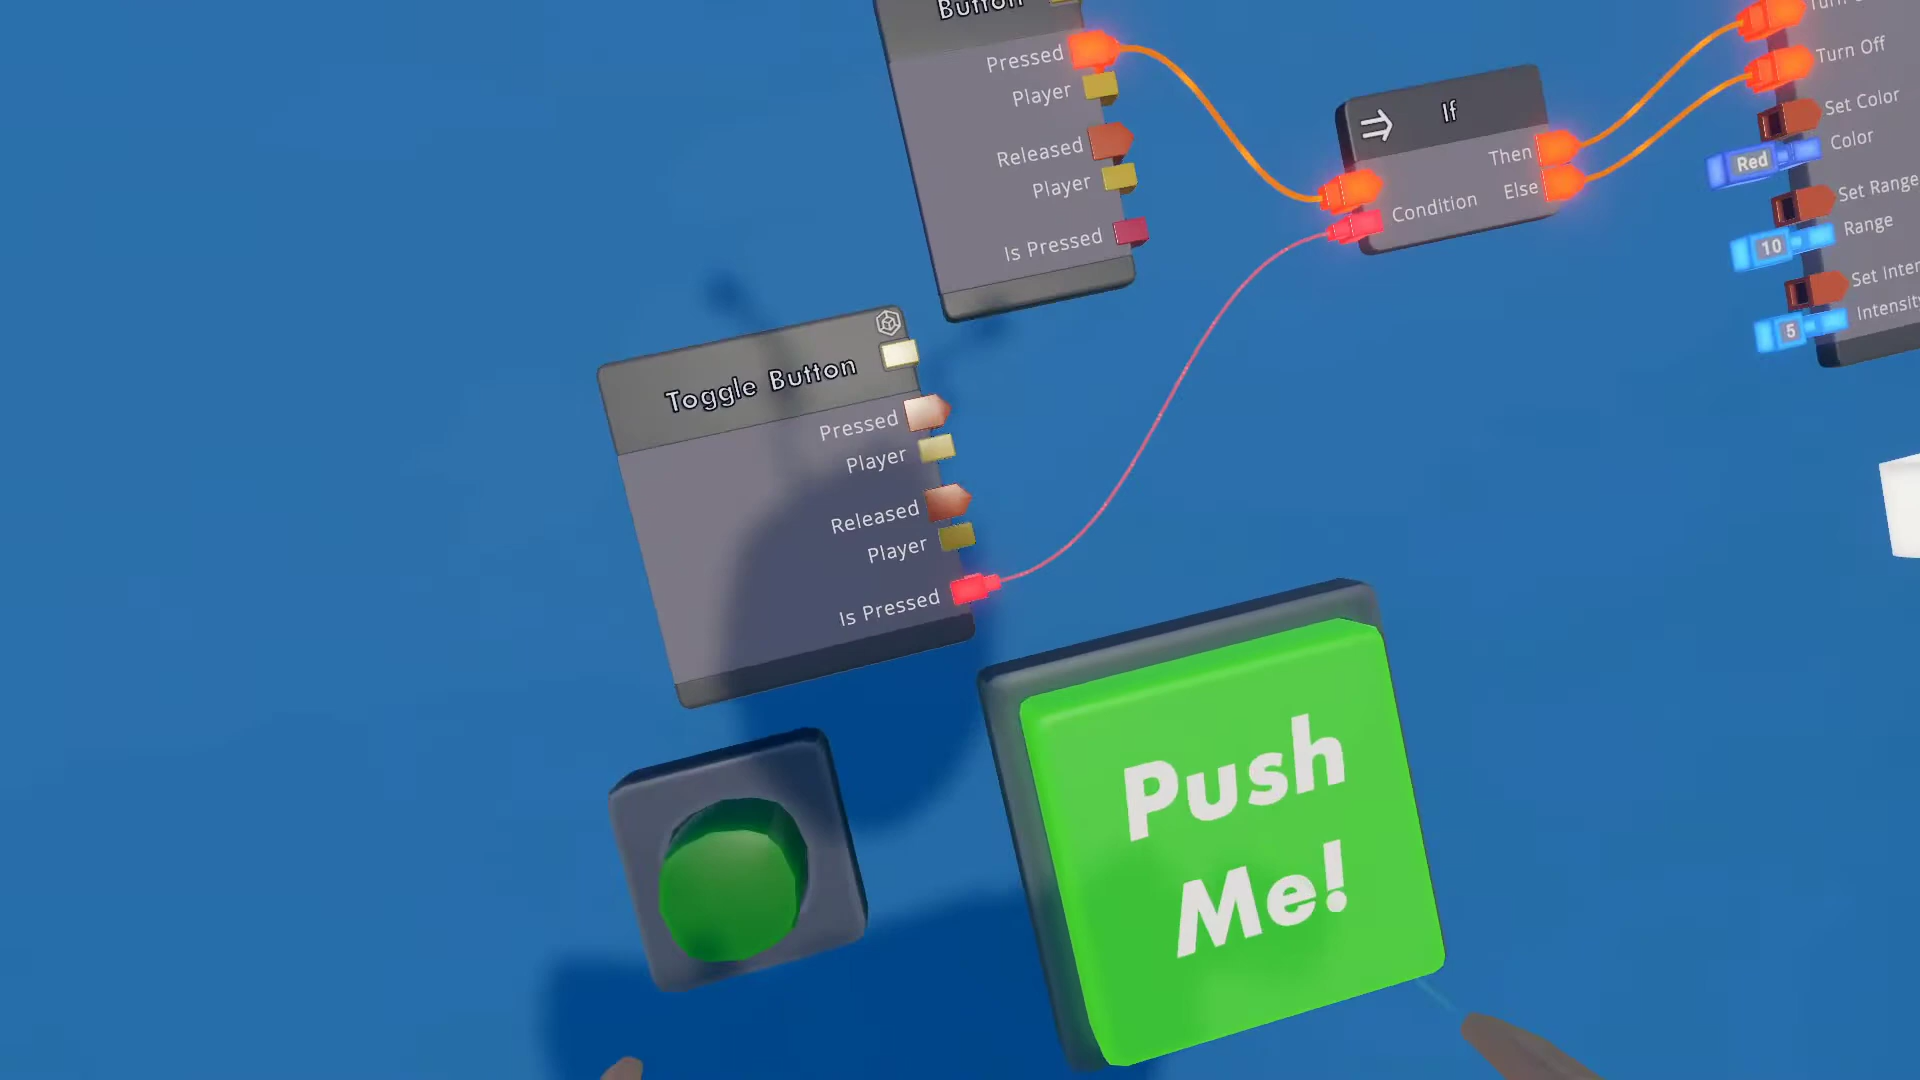 Button
Pressed
Player
Released
Player
Is Pressed
If
Then
Else
Condition
Turn Off
Set Color
Color
Red
Set Range
Range
10
Set
5
Toggle Button
Pressed
Player
Released
Player
Is Pressed
Push
Me!